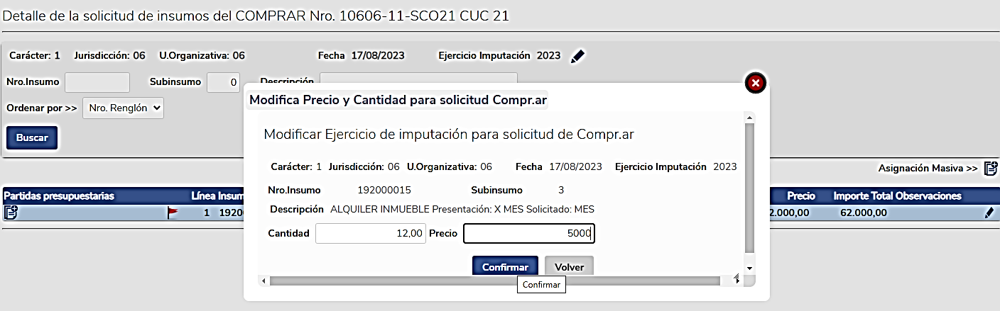 Detalle de la solicitud de insumos del COMPRAR Nro. 10606-11-SCO21 CUC 21
Carácter: 1 Jurisdicción: 06 U.Organizativa: 06 Fecha 17/08/2023 Ejercicio Imputación 2023
Nro.Insumo Subinsumo 0 Descripción
Ordenar por >> Nro. Renglón
Buscar
Modifica Precio y Cantidad para solicitud Compr.ar
Modificar Ejercicio de imputación para solicitud de Compr.ar
Carácter: 1 Jurisdicción: 06 U.Organizativa: 06 Fecha 17/08/2023 Ejercicio Imputación 2023
Nro.Insumo 192000015 Subinsumo 3
Descripción ALQUILER INMUEBLE Presentación: X MES Solicitado: MES
Cantidad 12,00 Precio 5000
Confirmar Volver
Confirmar
Asignación Masiva >>
Partidas presupuestarias Línea Insum Precio Importe Total Observaciones
1 1920 2.000,00 62.000,00